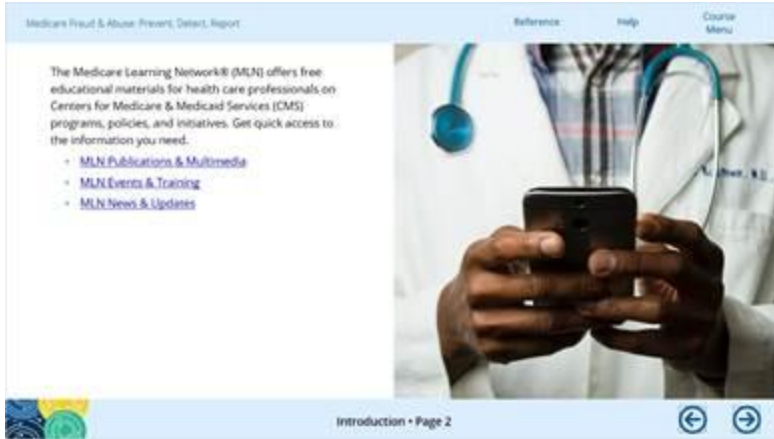 Medicare Fraud & Abuse: Prevent, Detect, Report
Reference
Help
Course
Menu
The Medicare Learning Network® (MLN) offers free
educational materials for health care professionals on
Centers for Medicare & Medicaid Services (CMS)
programs, policies, and initiatives. Get quick access to
the information you need.
MLN Publications & Multimedia
MLN Events & Training
MLN News & Updates
Introduction • Page 2